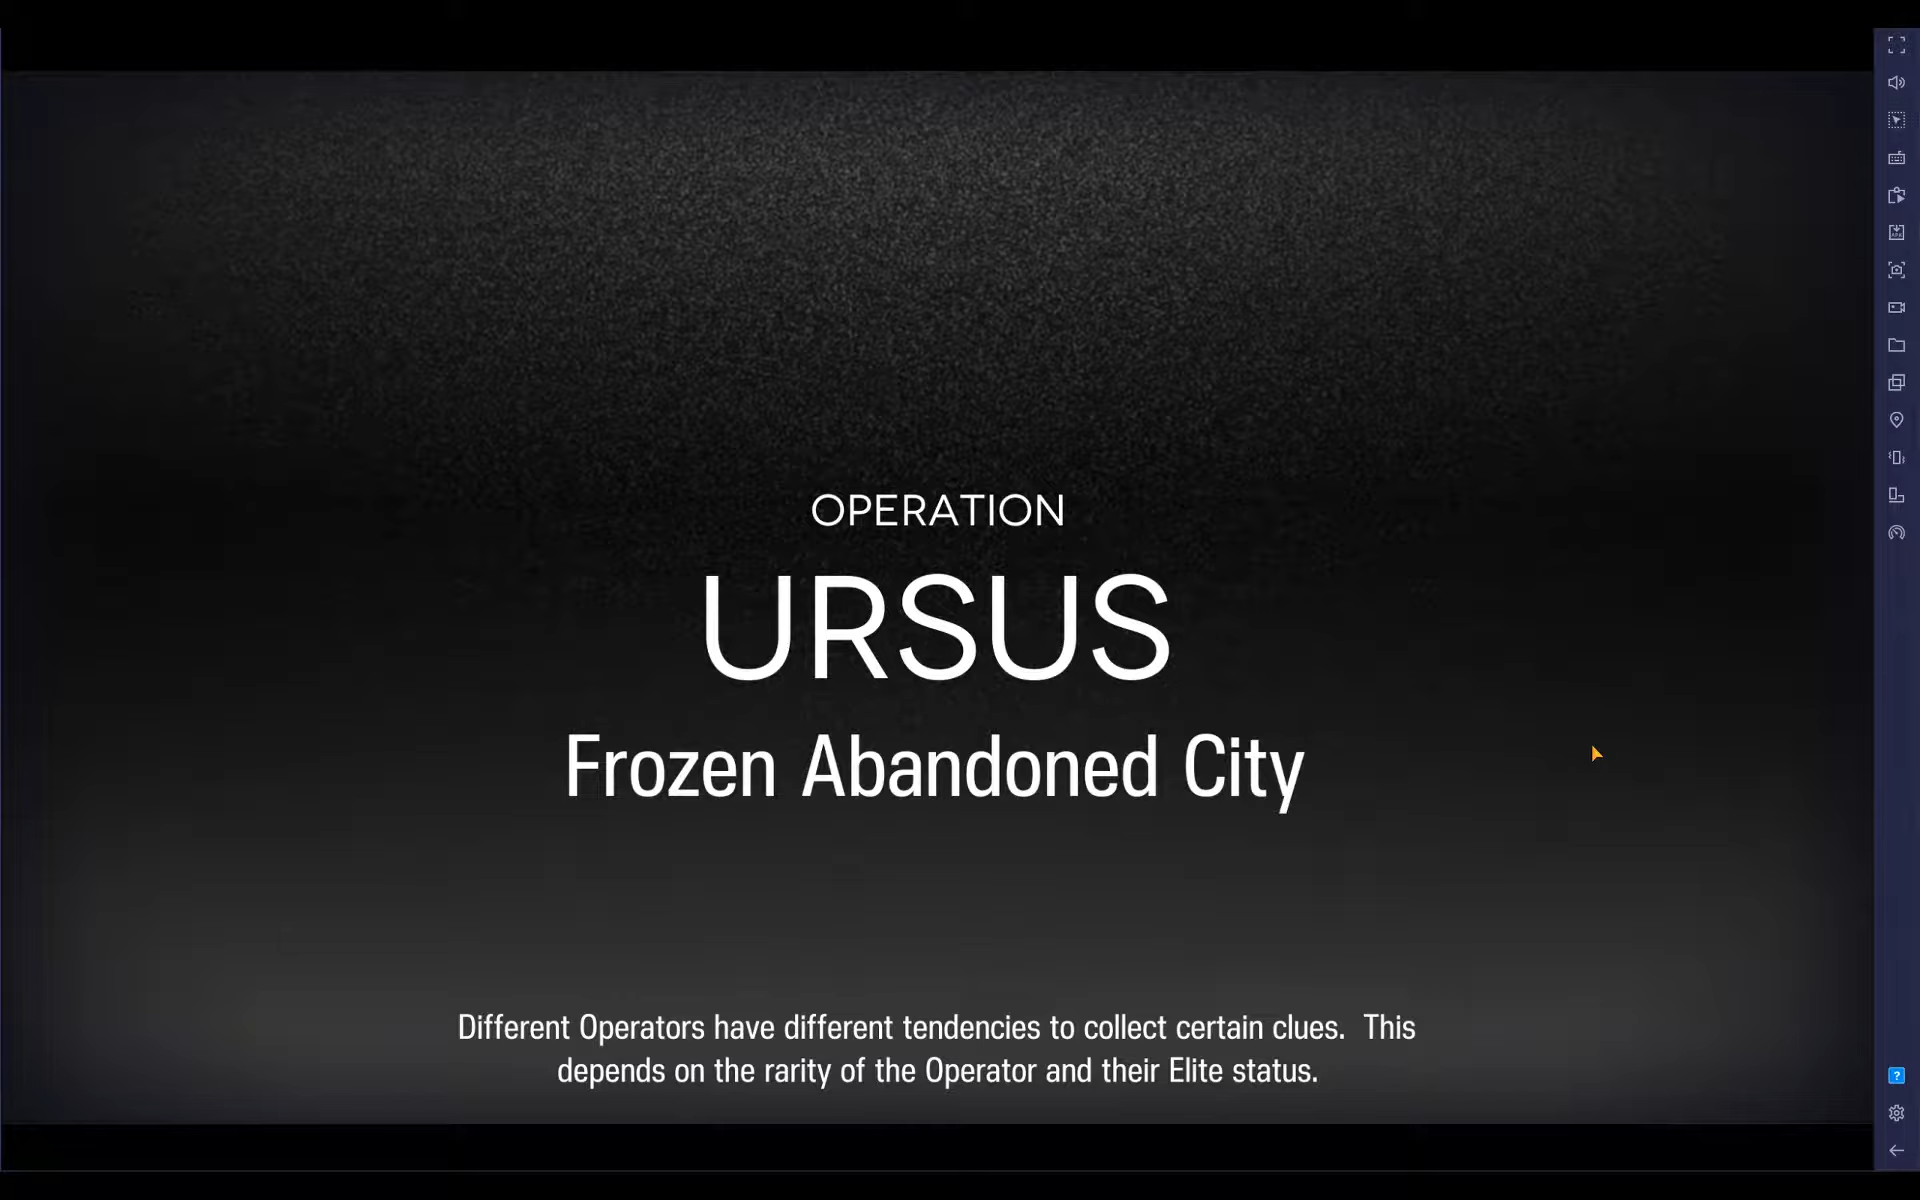 OPERATION
URSUS
Frozen Abandoned City
Different Operators have different tendencies to collect certain clues.  This
depends on the rarity of the Operator and their Elite status.